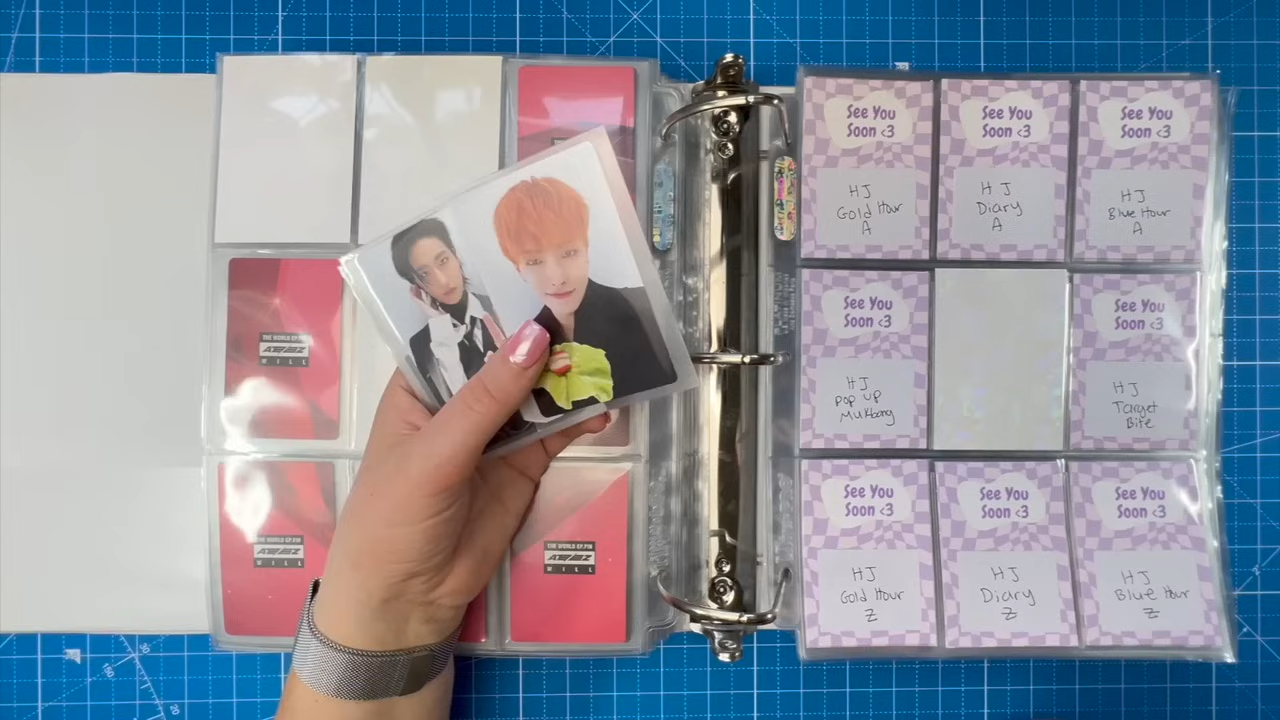 THE WORLD EP.FIN
ATEEZ
WILL
THE WORLD EP.FIN
ATEEZ
WILL
THE WORLD EP.FIN
ATEEZ
WILL
See You
Soon <3
HJ
Gold Hour
A
See You
Soon <3
HJ
Diary
A
See You
Soon <3
HJ
Blue Hour
A
See You
Soon <3
HJ
POP UP
Mukbang
See You
Soon <3
HJ
Target
Bite
See You
Soon <3
HJ
Gold Hour
Z
See You
Soon <3
HJ
Diary
Z
See You
Soon <3
HJ
Blue Hour
Z